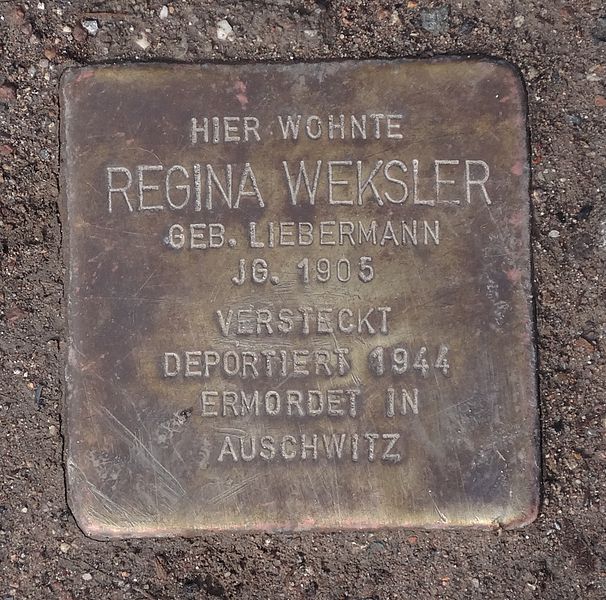 HIER WOHNTE
REGINA WEKSLER
GEB. LIEBERMANN
JG. 1905
VERSTECKT
DEPORTIERT 1944
ERMORDET IN
AUSCHWITZ